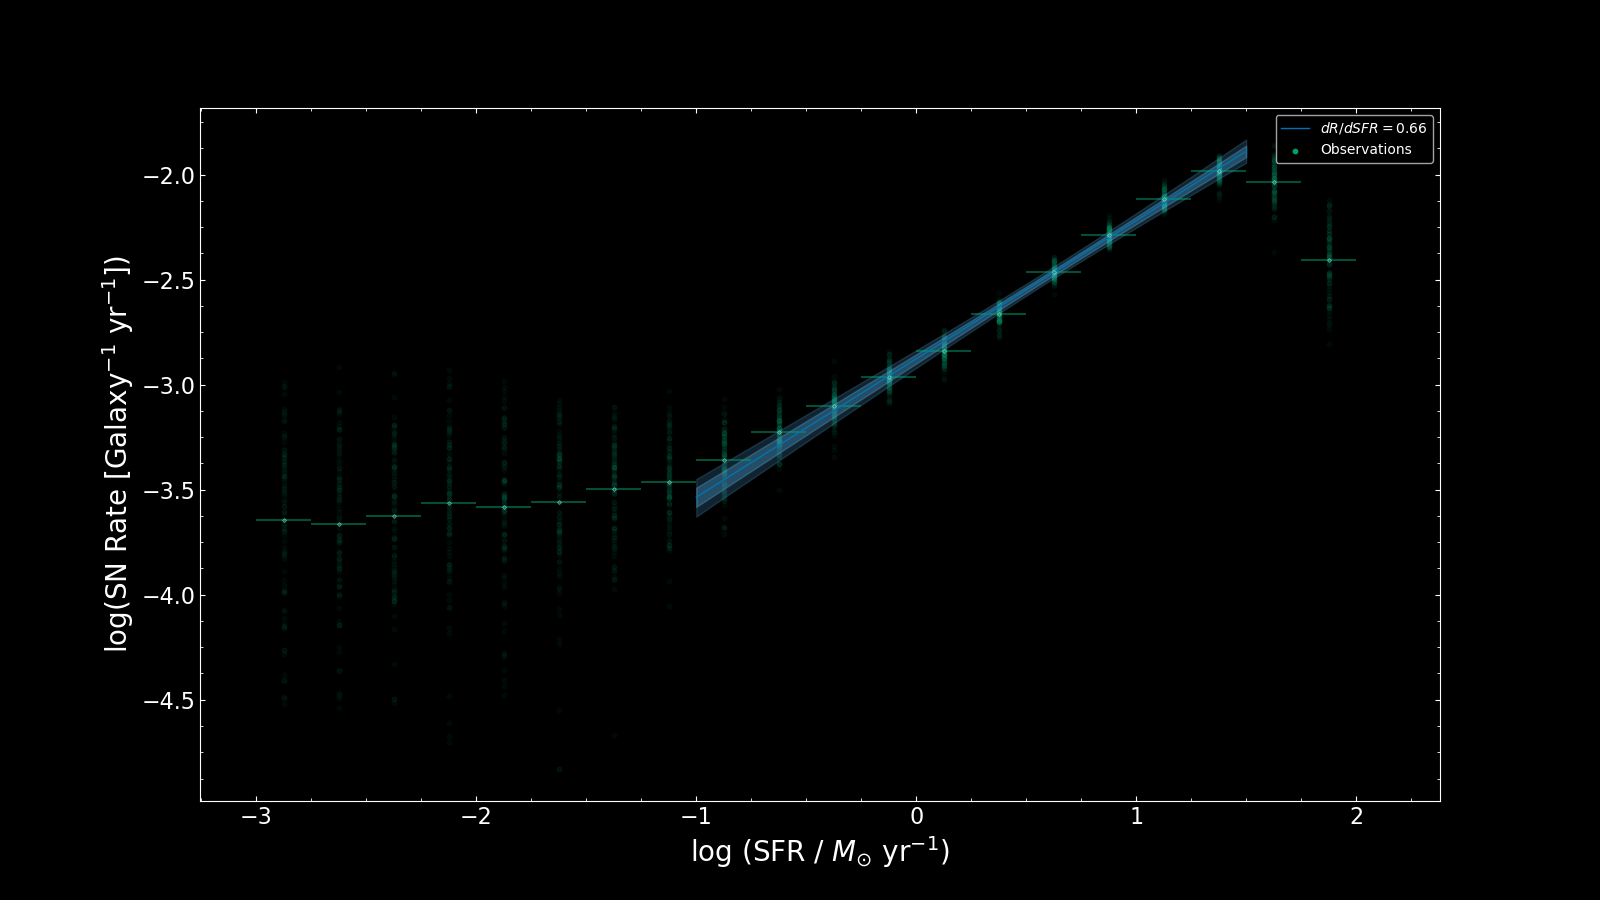 dR/dSFR = 0.66
Observations
−2.0
−2.5
−3.0
−3.5
−4.0
−4.5
log(SN Rate [Galaxy⁻¹ yr⁻¹])
−3 −2 −1 0 1 2
log (SFR / M⊙ yr⁻¹)